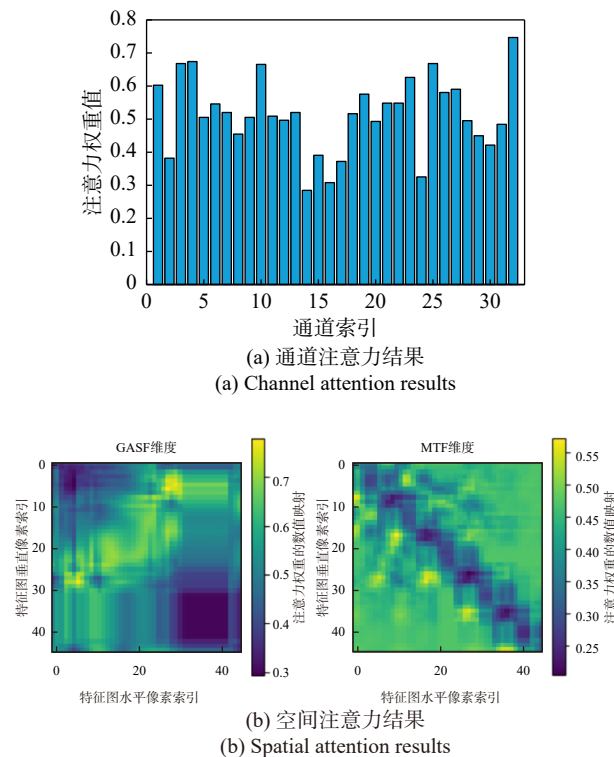 0.8
0.7
0.6
0.5
0.4
0.3
0.2
0.1
0
注意力权重值
0 5 10 15 20 25 30
通道索引
(a) 通道注意力结果
(a) Channel attention results
GASF维度
0
10
20
30
40
特征图垂直像素索引
0 20 40
特征图水平像素索引
0.7
0.6
0.5
0.4
0.3
注意力权重的数值映射
MTF维度
0
10
20
30
40
特征图垂直像素索引
0 20 40
特征图水平像素索引
0.55
0.50
0.45
0.40
0.35
0.30
0.25
注意力权重的数值映射
(b) 空间注意力结果
(b) Spatial attention results